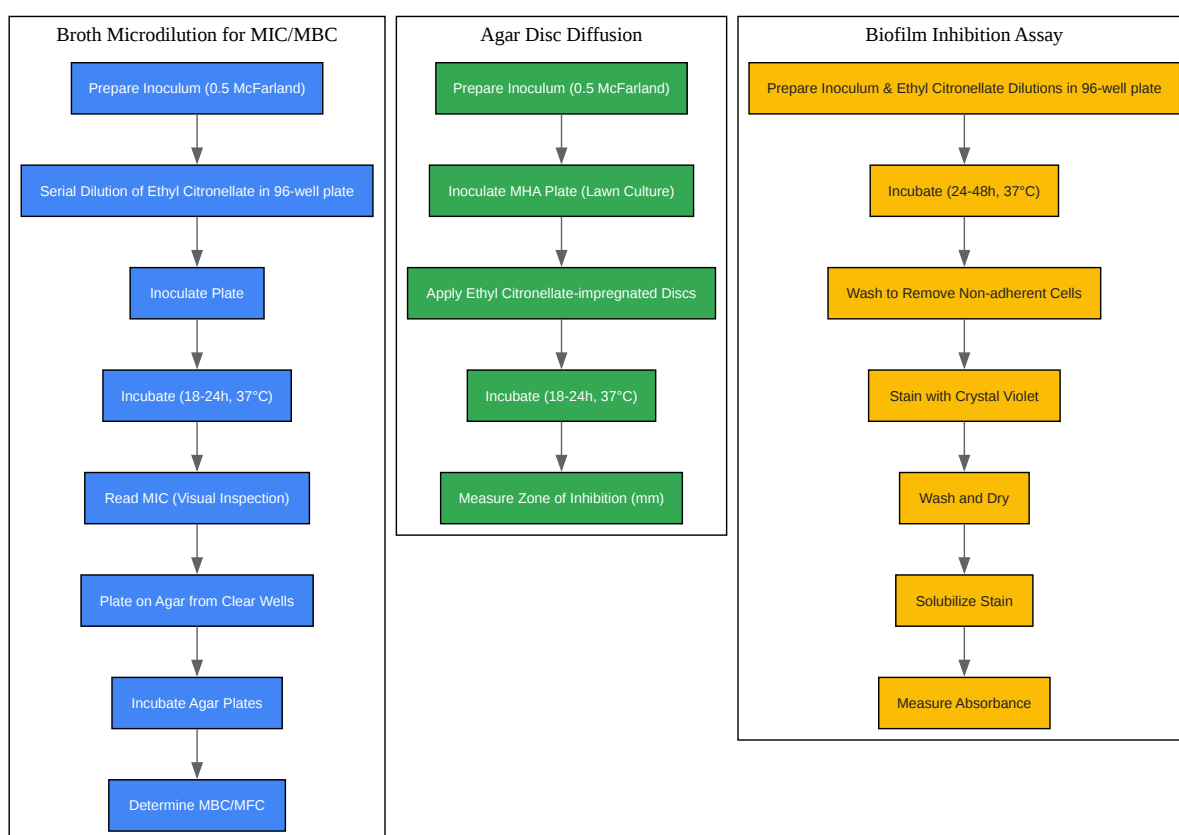 Broth Microdilution for MIC/MBC
Prepare Inoculum (0.5 McFarland)
Serial Dilution of Ethyl Citronellate in 96-well plate
Inoculate Plate
Incubate (18-24h, 37°C)
Read MIC (Visual Inspection)
Plate on Agar from Clear Wells
Incubate Agar Plates
Determine MBC/MFC
Agar Disc Diffusion
Prepare Inoculum (0.5 McFarland)
Inoculate MHA Plate (Lawn Culture)
Apply Ethyl Citronellate-impregnated Discs
Incubate (18-24h, 37°C)
Measure Zone of Inhibition (mm)
Biofilm Inhibition Assay
Prepare Inoculum & Ethyl Citronellate Dilutions in 96-well plate
Incubate (24-48h, 37°C)
Wash to Remove Non-adherent Cells
Stain with Crystal Violet
Wash and Dry
Solubilize Stain
Measure Absorbance